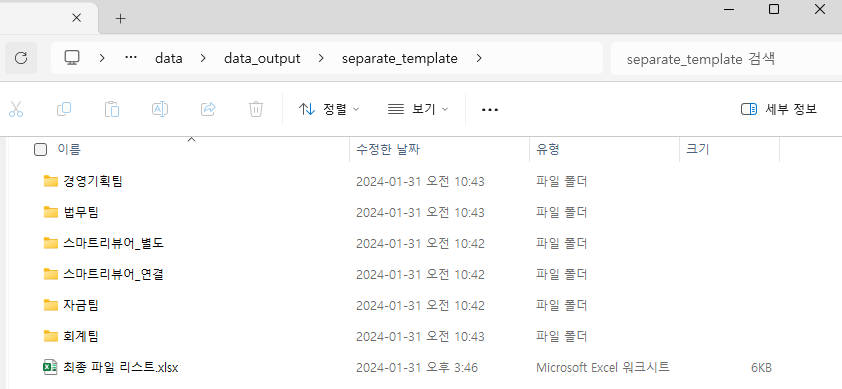 data > data_output > separate_template >
separate_template 검색
정렬 보기 세부 정보
이름 수정한 날짜 유형 크기
경영기획팀 2024-01-31 오전 10:43 파일 폴더
법무팀 2024-01-31 오전 10:43 파일 폴더
스마트리뷰어_별도 2024-01-31 오전 10:42 파일 폴더
스마트리뷰어_연결 2024-01-31 오전 10:42 파일 폴더
자금팀 2024-01-31 오전 10:42 파일 폴더
회계팀 2024-01-31 오전 10:43 파일 폴더
최종 파일 리스트.xlsx 2024-01-31 오후 3:46 Microsoft Excel 워크시트 6KB